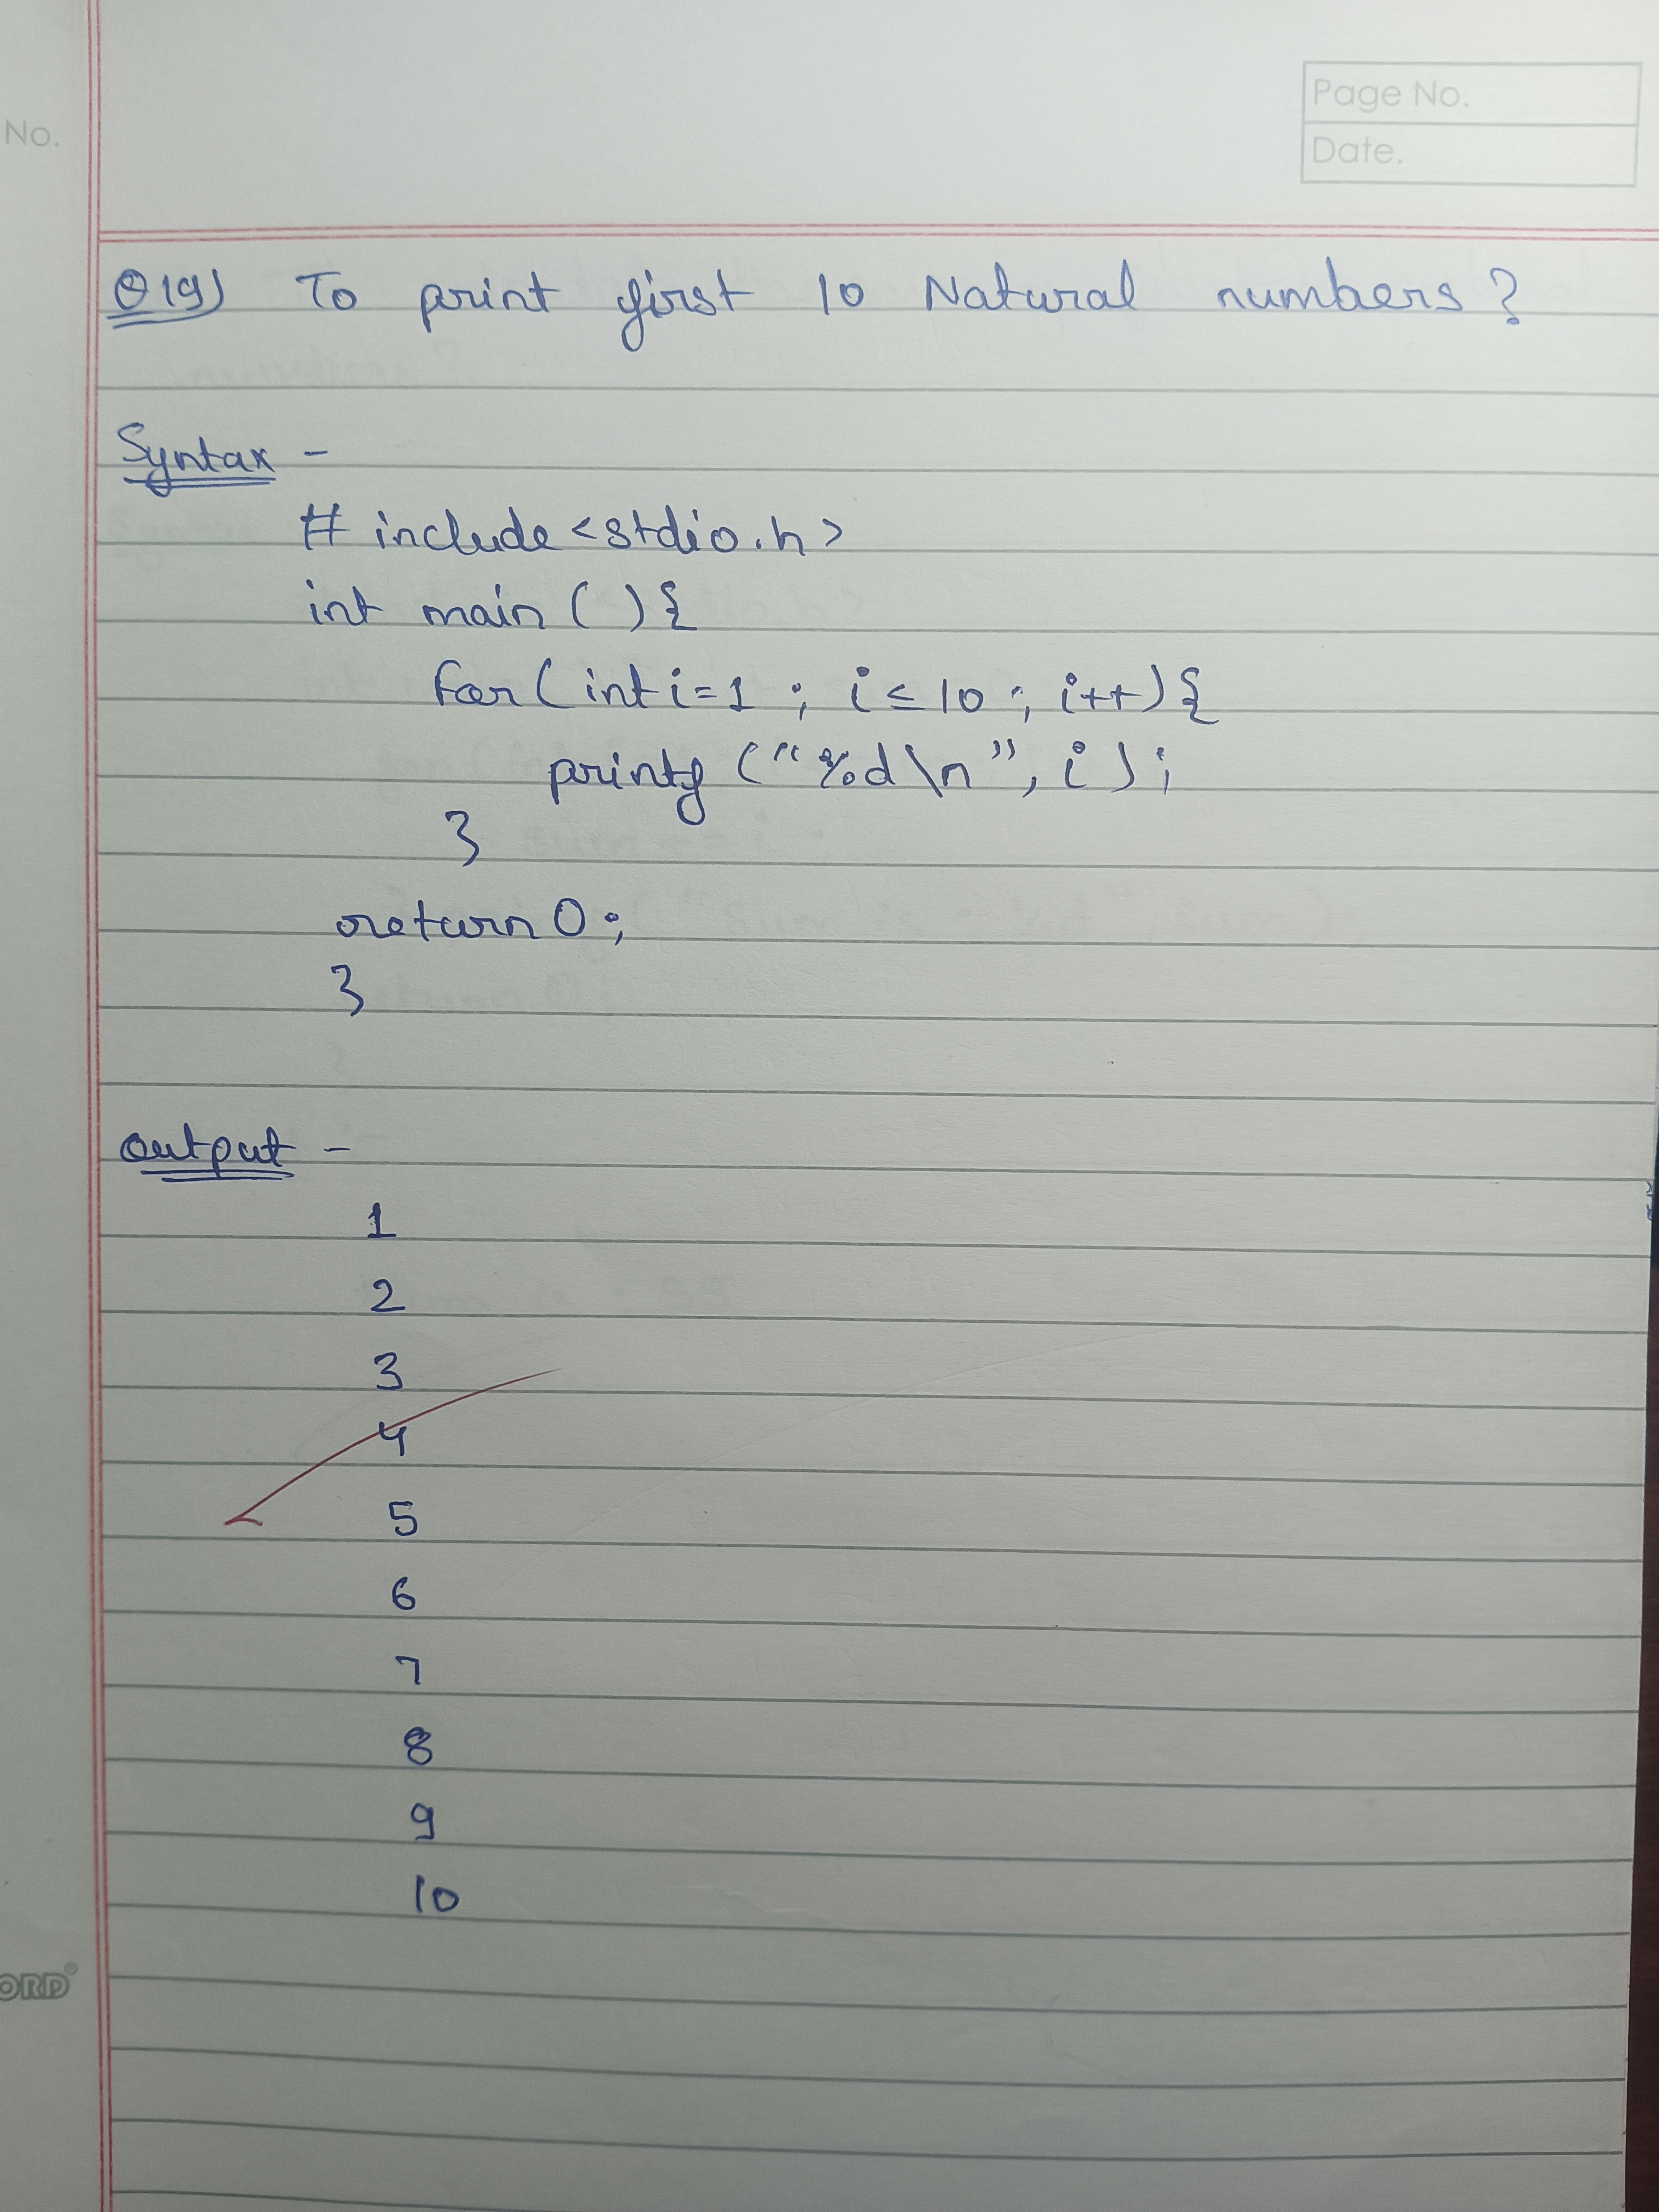 No.
Page No.
Date.
Q19) To print first 10 Natural numbers?
Syntax -
# include <stdio.h>
int main ( ) {
for ( int i = 1 ; i ≤ 10 ; i++ ) {
printf ( "%d \n" , i ) ;
}
return 0 ;
}
output -
1
2
3
4
5
6
7
8
9
10
ORD®